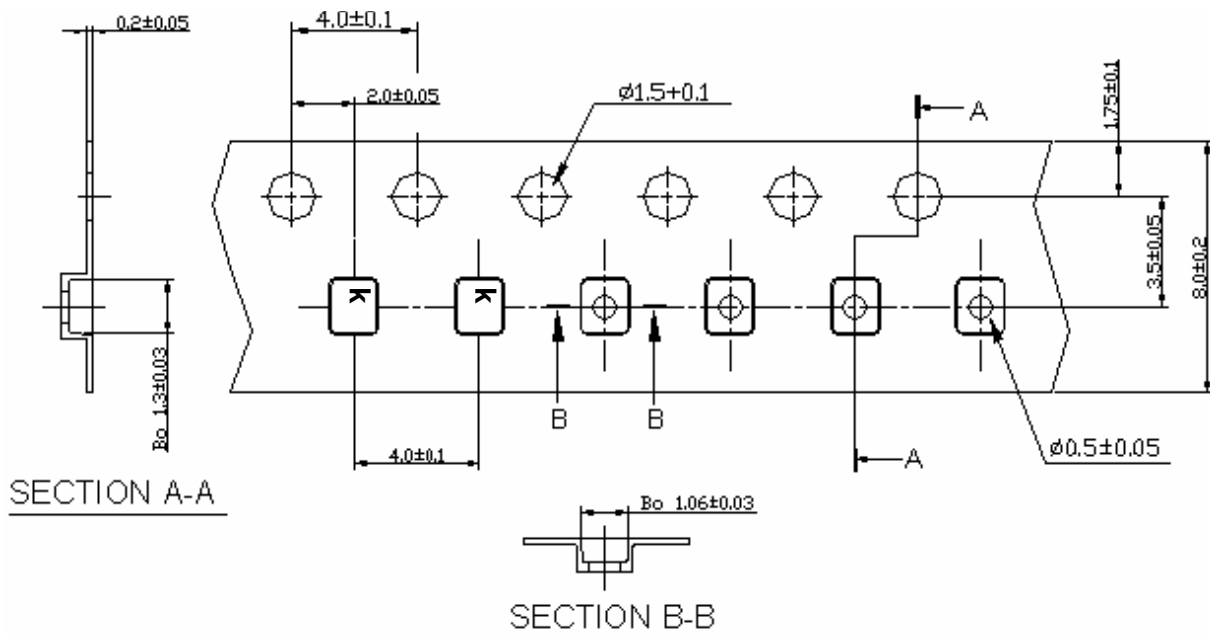 0.2±0.05
4.0±0.1
2.0±0.05
ø1.5+0.1
A
1.75±0.1
3.5±0.05
8.0±0.2
k
k
Bo 1.3±0.03
B
B
4.0±0.1
A
ø0.5±0.05
SECTION A-A
Bo 1.06±0.03
SECTION B-B